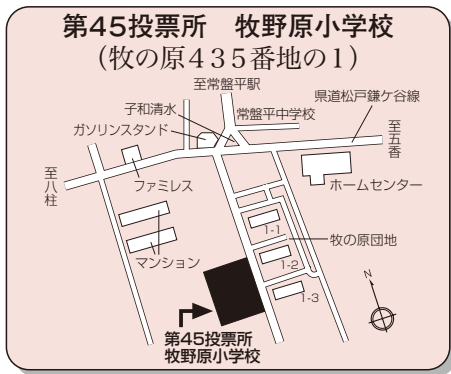 第45投票所　牧野原小学校
(牧の原４３５番地の１)
至常盤平駅
子和清水
常盤平中学校
県道松戸鎌ケ谷線
ガソリンスタンド
至五香
至八柱
ファミレス
ホームセンター
1-1
牧の原団地
マンション
1-2
1-3
N
第45投票所
牧野原小学校